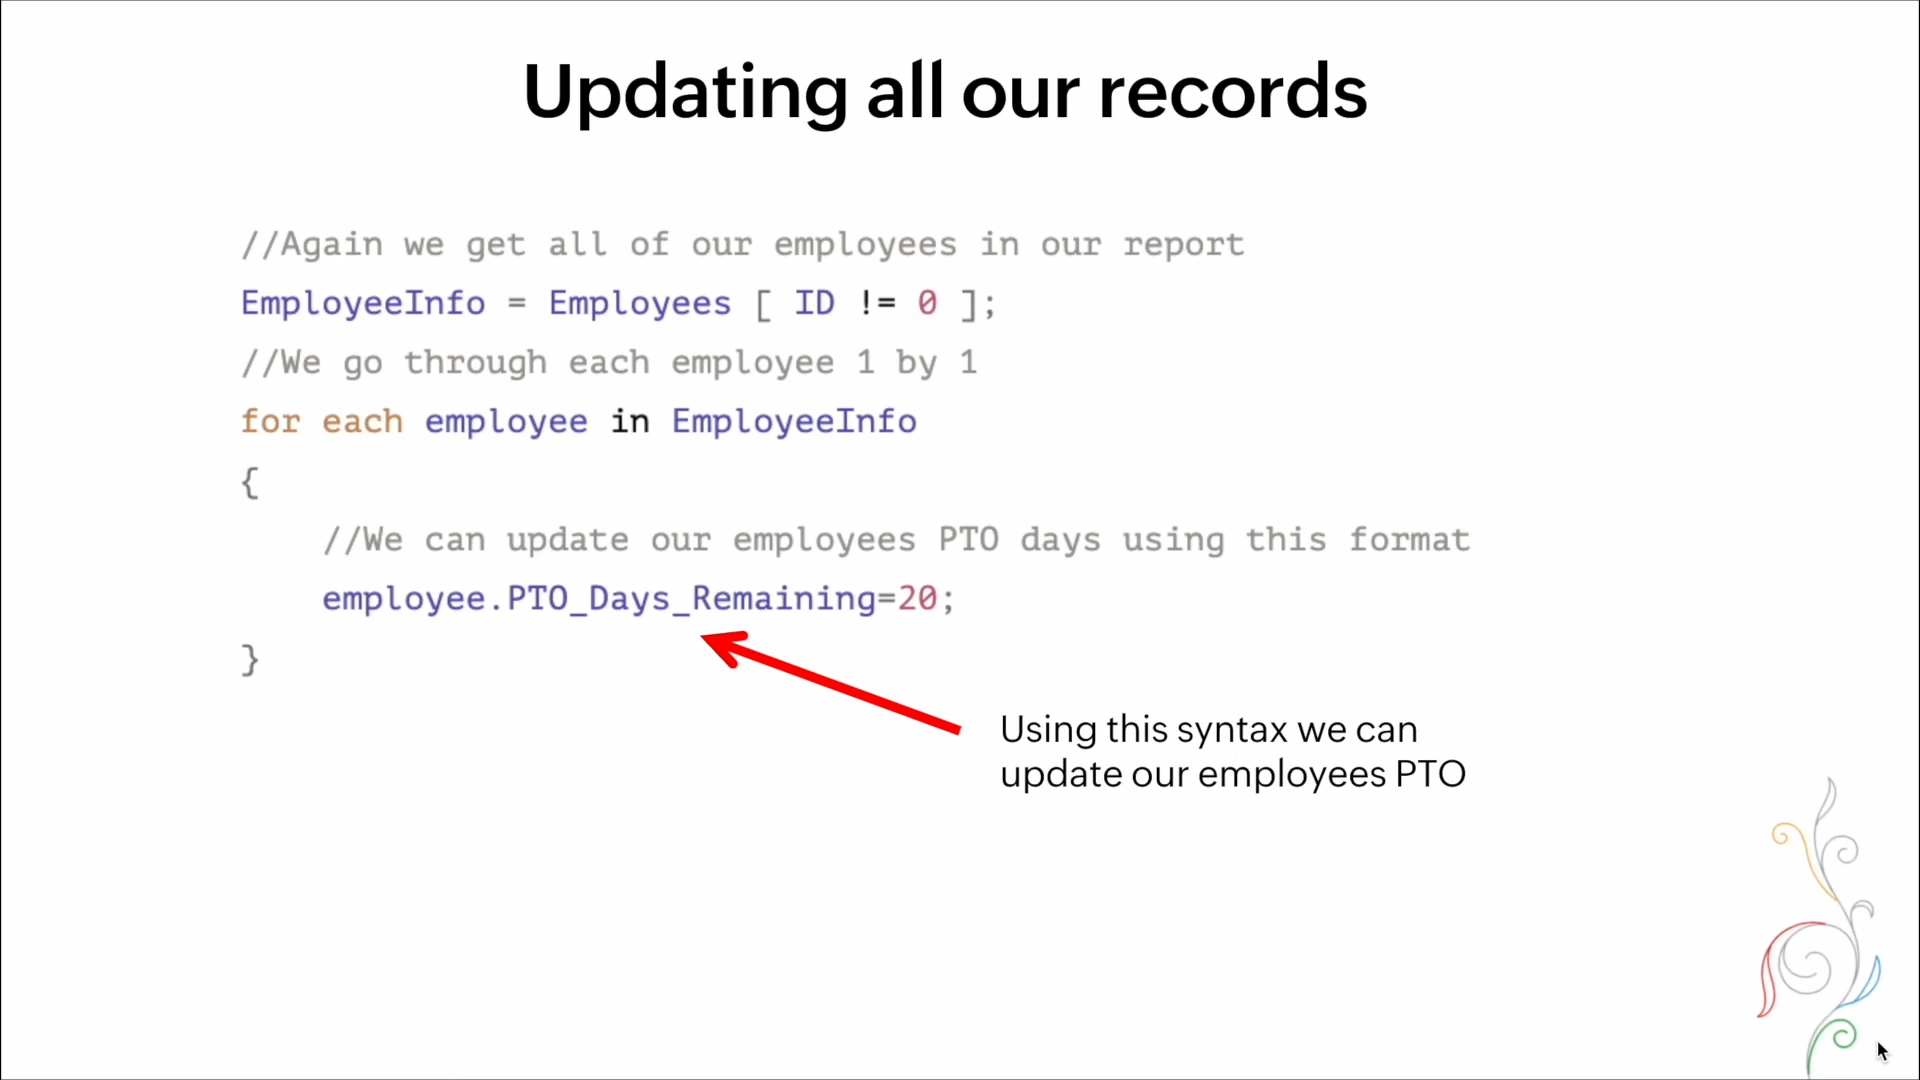 Updating all our records
//Again we get all of our employees in our report
EmployeeInfo = Employees [ ID != 0 ];
//We go through each employee 1 by 1
for each employee in EmployeeInfo
{
//We can update our employees PTO days using this format
employee.PTO_Days_Remaining=20;
}
Using this syntax we can
update our employees PTO